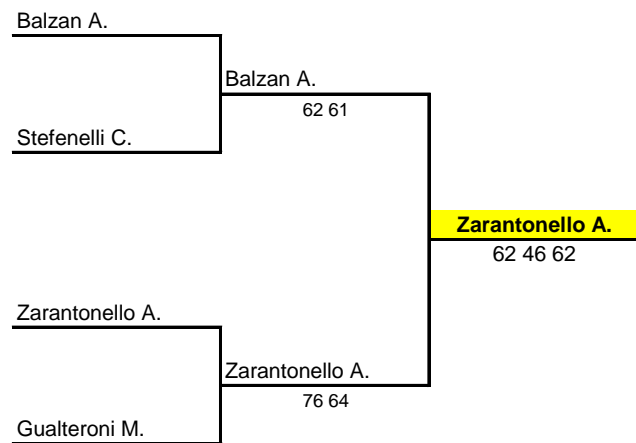 Balzan A.
Balzan A.
62 61
Stefenelli C.
Zarantonello A.
62 46 62
Zarantonello A.
Zarantonello A.
76 64
Gualteroni M.